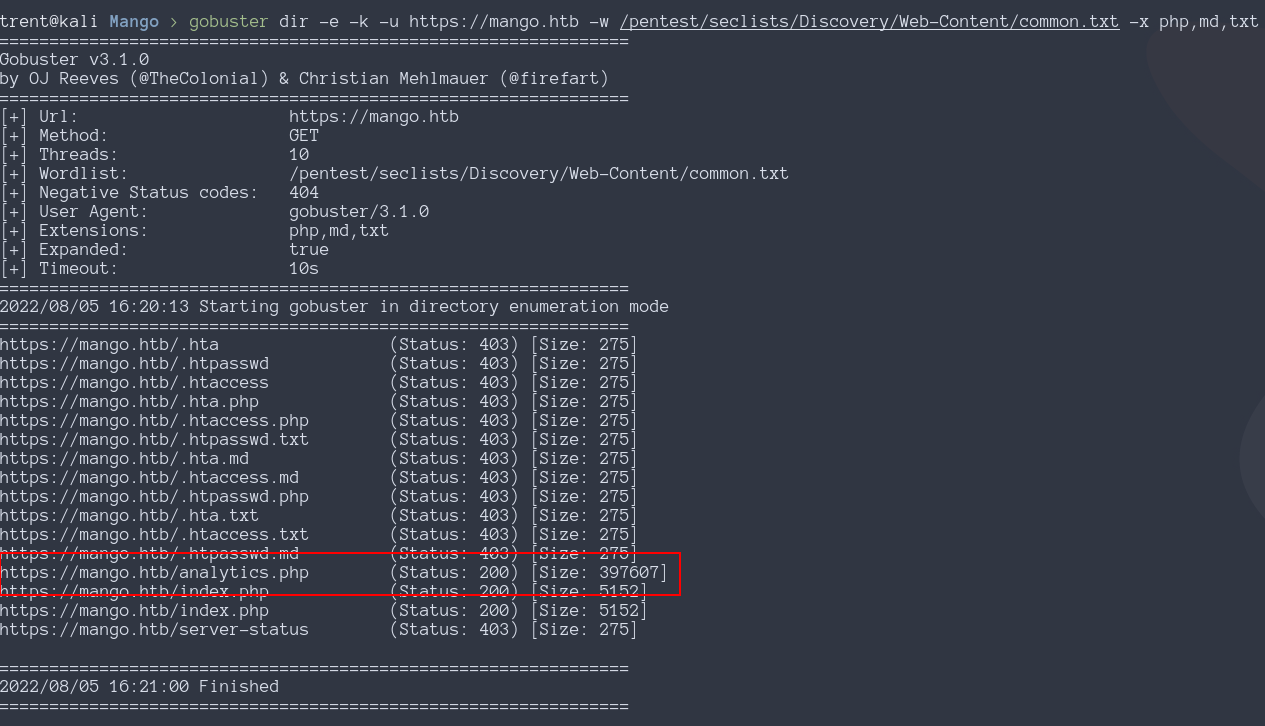 trent@kali Mango > gobuster dir -e -k -u https://mango.htb -w /pentest/seclists/Discovery/Web-Content/common.txt -x php,md,txt
===============================================================
Gobuster v3.1.0
by OJ Reeves (@TheColonial) & Christian Mehlmauer (@firefart)
===============================================================
[+] Url:                     https://mango.htb
[+] Method:                  GET
[+] Threads:                 10
[+] Wordlist:                /pentest/seclists/Discovery/Web-Content/common.txt
[+] Negative Status codes:   404
[+] User Agent:              gobuster/3.1.0
[+] Extensions:              php,md,txt
[+] Expanded:                true
[+] Timeout:                 10s
===============================================================
2022/08/05 16:20:13 Starting gobuster in directory enumeration mode
===============================================================
https://mango.htb/.hta                 (Status: 403) [Size: 275]
https://mango.htb/.htpasswd            (Status: 403) [Size: 275]
https://mango.htb/.htaccess            (Status: 403) [Size: 275]
https://mango.htb/.hta.php             (Status: 403) [Size: 275]
https://mango.htb/.htaccess.php        (Status: 403) [Size: 275]
https://mango.htb/.htpasswd.txt        (Status: 403) [Size: 275]
https://mango.htb/.hta.md              (Status: 403) [Size: 275]
https://mango.htb/.htaccess.md         (Status: 403) [Size: 275]
https://mango.htb/.htpasswd.php        (Status: 403) [Size: 275]
https://mango.htb/.hta.txt             (Status: 403) [Size: 275]
https://mango.htb/.htaccess.txt        (Status: 403) [Size: 275]
https://mango.htb/.htpasswd.md         (Status: 403) [Size: 275]
https://mango.htb/analytics.php        (Status: 200) [Size: 397607]
https://mango.htb/index.php            (Status: 200) [Size: 5152]
https://mango.htb/index.php            (Status: 200) [Size: 5152]
https://mango.htb/server-status        (Status: 403) [Size: 275]
===============================================================
2022/08/05 16:21:00 Finished
===============================================================